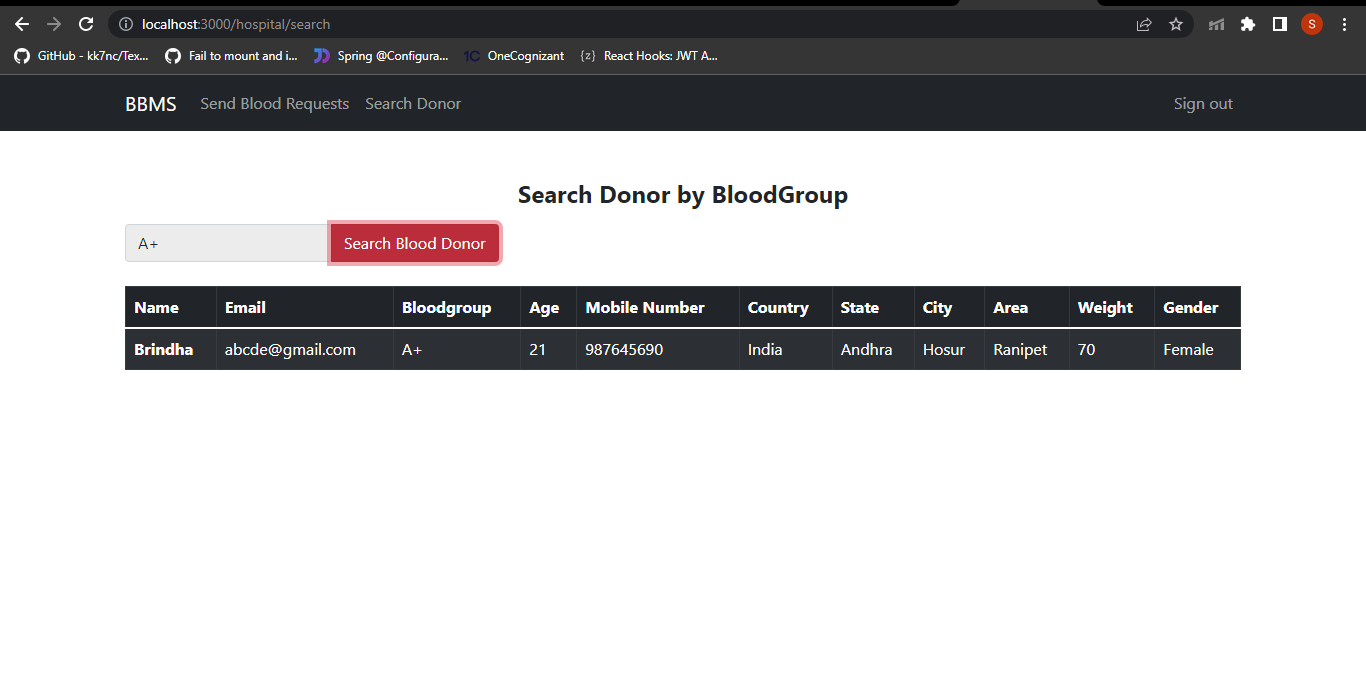 localhost:3000/hospital/search
S
GitHub - kk7nc/Tex... Fail to mount and i... Spring @Configura... 1C OneCognizant {z} React Hooks: JWT A...
BBMS Send Blood Requests Search Donor Sign out
Search Donor by BloodGroup
A+ Search Blood Donor
Name Email Bloodgroup Age Mobile Number Country State City Area Weight Gender
Brindha abcde@gmail.com A+ 21 987645690 India Andhra Hosur Ranipet 70 Female